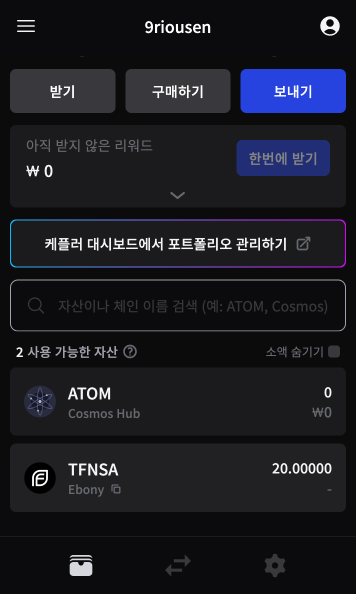 9riousen
받기
구매하기
보내기
아직 받지 않은 리워드
₩ 0
한번에 받기
케플러 대시보드에서 포트폴리오 관리하기
자산이나 체인 이름 검색 (예: ATOM, Cosmos)
2 사용 가능한 자산
소액 숨기기
ATOM
0
Cosmos Hub
₩0
TFNSA
20.00000
Ebony
-